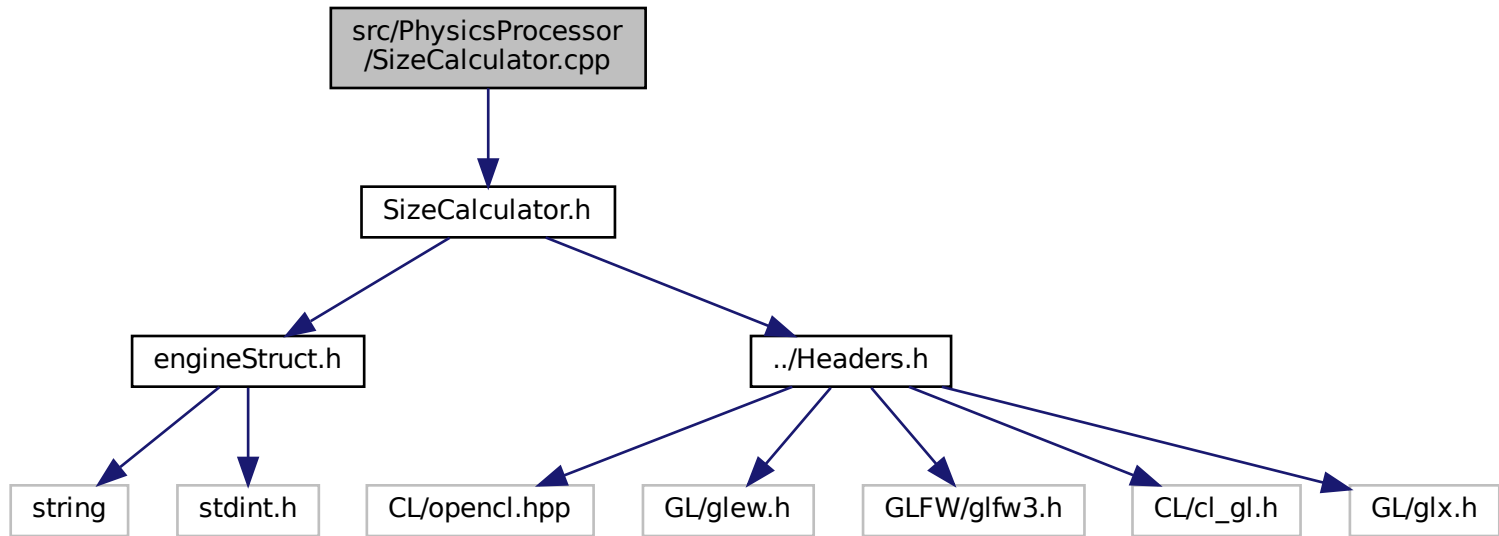 src/PhysicsProcessor
/SizeCalculator.cpp
SizeCalculator.h
engineStruct.h
../Headers.h
string
stdint.h
CL/opencl.hpp
GL/glew.h
GLFW/glfw3.h
CL/cl_gl.h
GL/glx.h